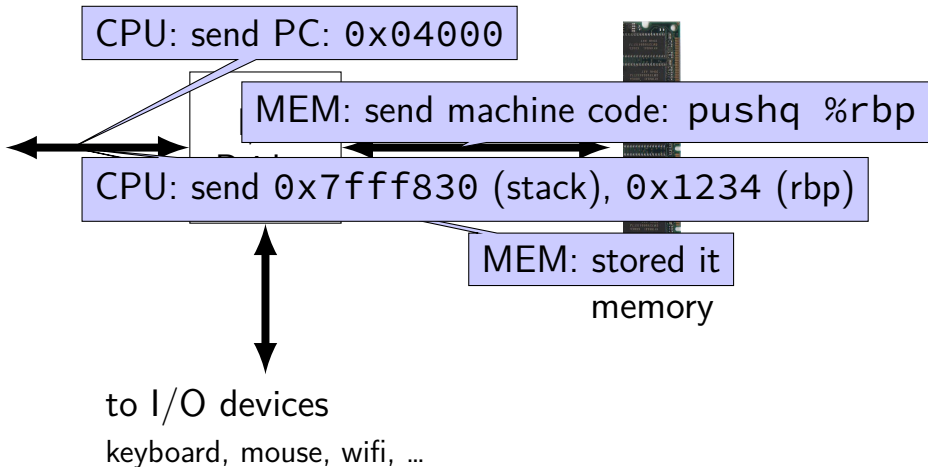 CPU: send PC: 0x04000
MEM: send machine code: pushq %rbp
CPU: send 0x7fff830 (stack), 0x1234 (rbp)
MEM: stored it
memory
to I/O devices
keyboard, mouse, wifi, …